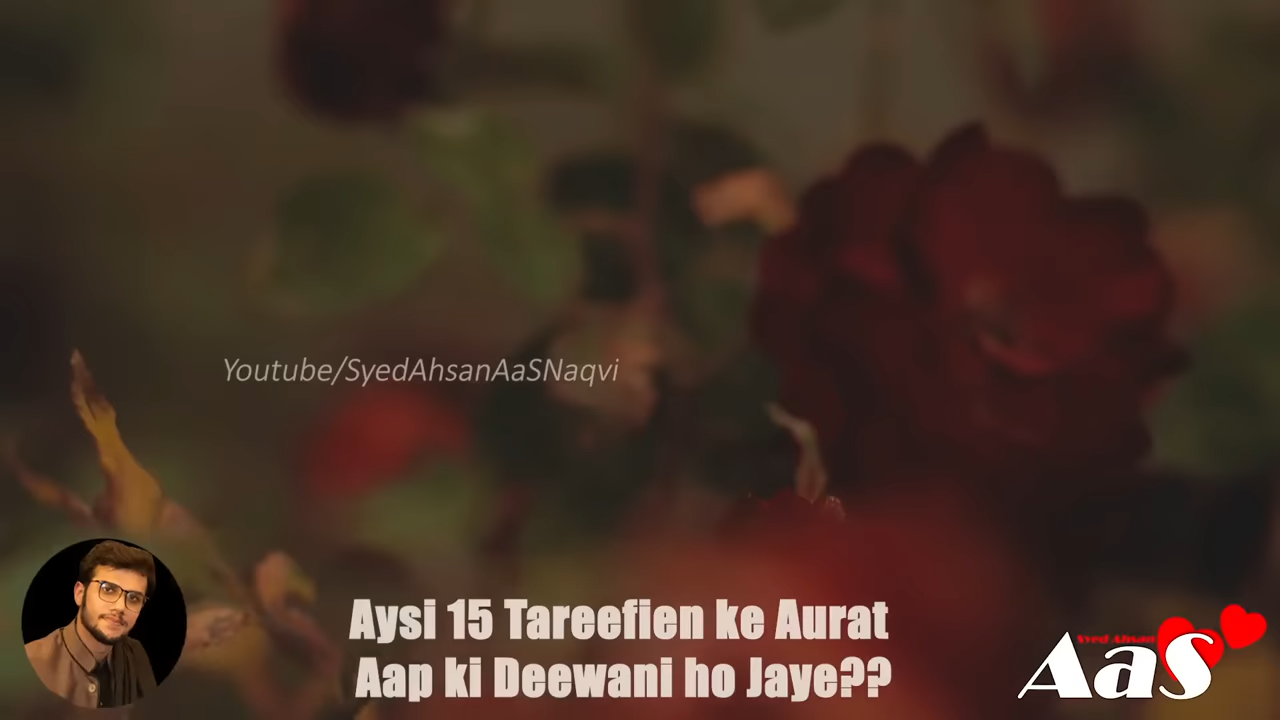 Youtube/SyedAhsanAaSNaqvi
Aysi 15 Tareefien ke Aurat
Aap ki Deewani ho Jaye??
Syed Ahsan
AaS